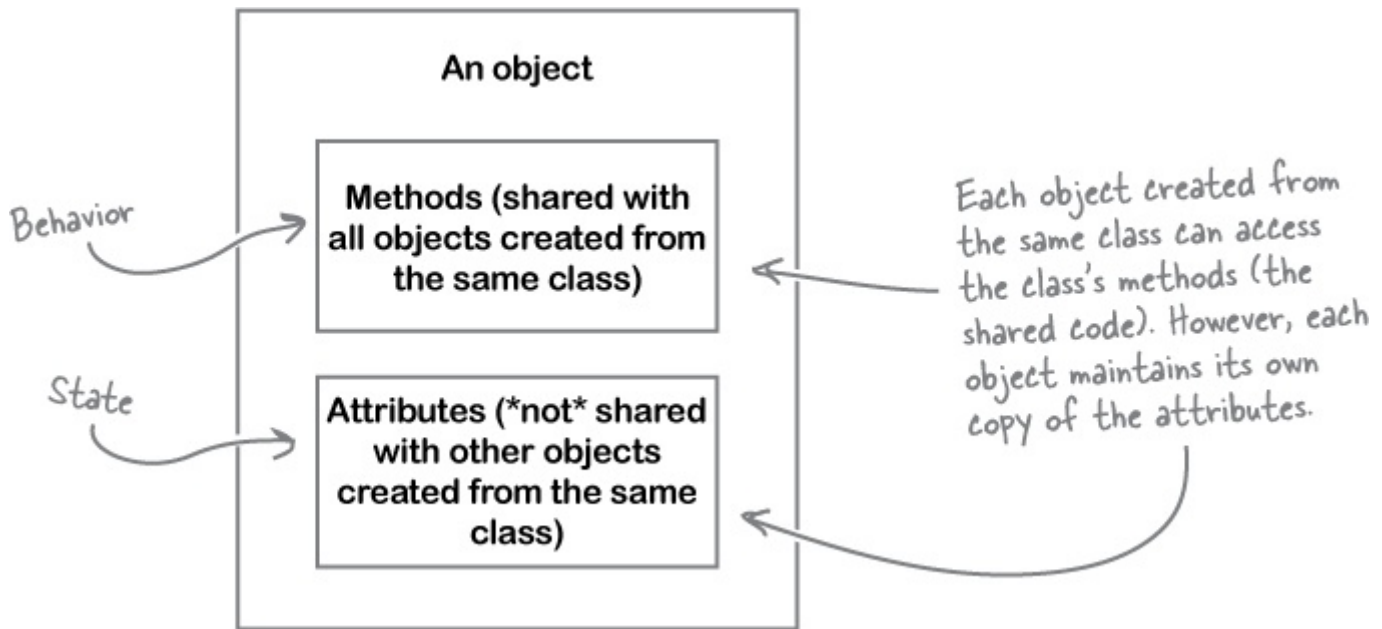 An object
Behavior
Methods (shared with
all objects created from
the same class)
Each object created from
the same class can access
the class's methods (the
shared code). However, each
object maintains its own
copy of the attributes.
State
Attributes (*not* shared
with other objects
created from the same
class)